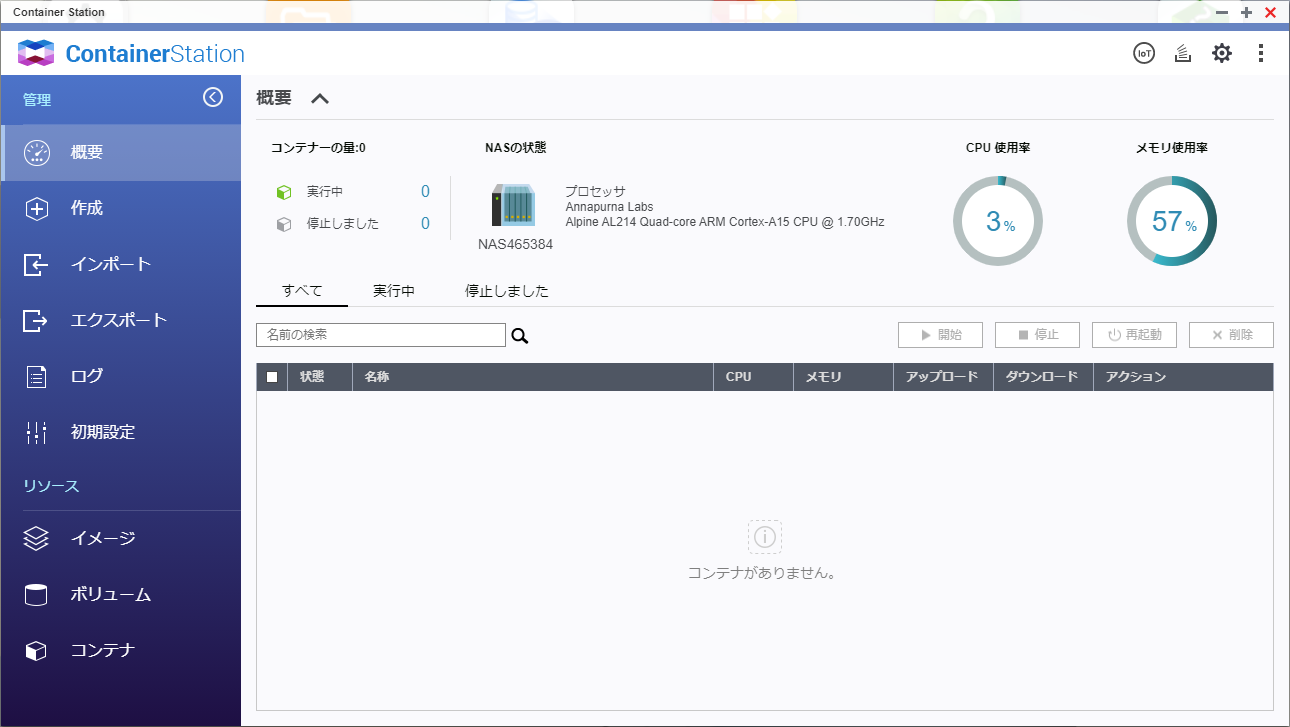 Container Station
ContainerStation
IoT
管理
概要
作成
インポート
エクスポート
ログ
初期設定
リソース
イメージ
ボリューム
コンテナ
概要
コンテナーの量:0
実行中 0
停止しました 0
NASの状態
NAS465384
プロセッサ
Annapurna Labs
Alpine AL214 Quad-core ARM Cortex-A15 CPU @ 1.70GHz
CPU 使用率
3%
メモリ使用率
57%
すべて 実行中 停止しました
名前の検索
開始 停止 再起動 削除
状態 名称 CPU メモリ アップロード ダウンロード アクション
コンテナがありません。